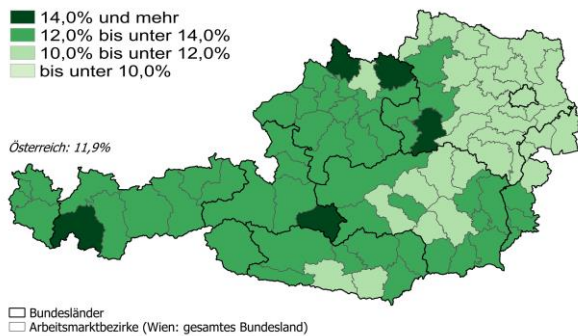 14,0% und mehr
12,0% bis unter 14,0%
10,0% bis unter 12,0%
bis unter 10,0%
Österreich: 11,9%
Bundesländer
Arbeitsmarktbezirke (Wien: gesamtes Bundesland)